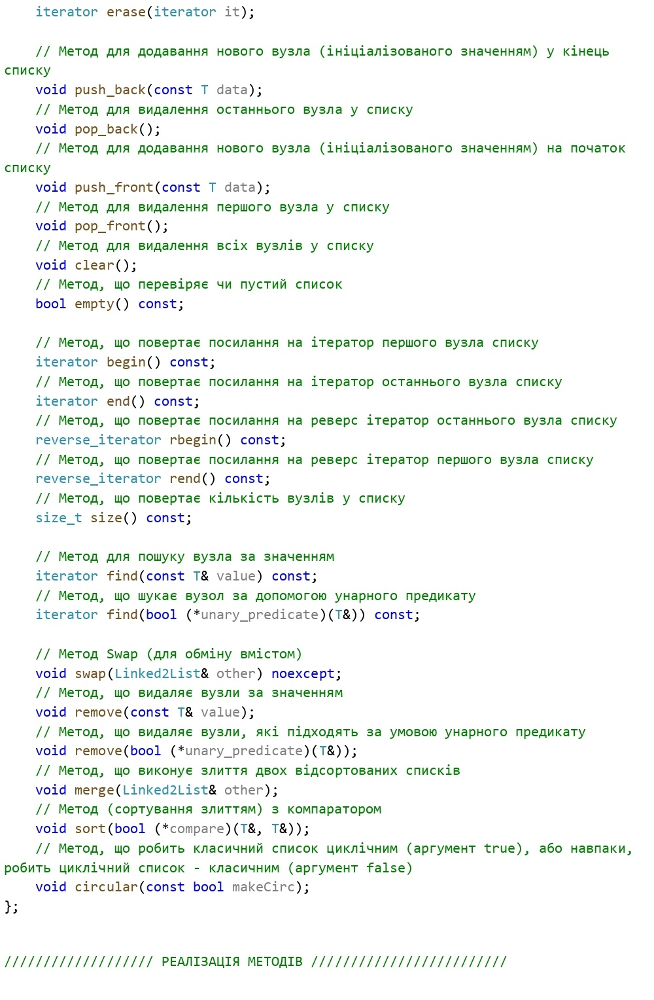 iterator erase(iterator it);
// Метод для додавання нового вузла (ініціалізованого значенням) у кінець
списку
void push_back(const T data);
// Метод для видалення останнього вузла у списку
void pop_back();
// Метод для додавання нового вузла (ініціалізованого значенням) на початок
списку
void push_front(const T data);
// Метод для видалення першого вузла у списку
void pop_front();
// Метод для видалення всіх вузлів у списку
void clear();
// Метод, що перевіряє чи пустий список
bool empty() const;
// Метод, що повертає посилання на ітератор першого вузла списку
iterator begin() const;
// Метод, що повертає посилання на ітератор останнього вузла списку
iterator end() const;
// Метод, що повертає посилання на реверс ітератор останнього вузла списку
reverse_iterator rbegin() const;
// Метод, що повертає посилання на реверс ітератор першого вузла списку
reverse_iterator rend() const;
// Метод, що повертає кількість вузлів у списку
size_t size() const;
// Метод для пошуку вузла за значенням
iterator find(const T& value) const;
// Метод, що шукає вузол за допомогою унарного предикату
iterator find(bool (*unary_predicate)(T&)) const;
// Метод Swap (для обміну вмістом)
void swap(Linked2List& other) noexcept;
// Метод, що видаляє вузли за значенням
void remove(const T& value);
// Метод, що видаляє вузли, які підходять за умовою унарного предикату
void remove(bool (*unary_predicate)(T&));
// Метод, що виконує злиття двох відсортованих списків
void merge(Linked2List& other);
// Метод (сортування злиттям) з компаратором
void sort(bool (*compare)(T&, T&));
// Метод, що робить класичний список циклічним (аргумент true), або навпаки,
робить циклічний список - класичним (аргумент false)
void circular(const bool makeCirc);
};
/////////////////// РЕАЛІЗАЦІЯ МЕТОДІВ /////////////////////////